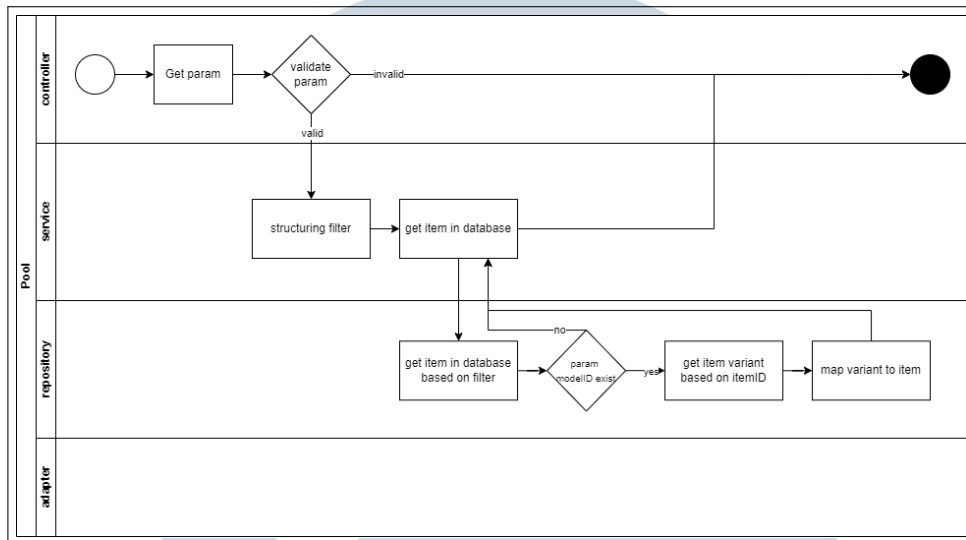 Pool
controller
Get param
validate
param
invalid
valid
service
structuring filter
get item in database
repository
get item in database
based on filter
no
param
modelID exist
yes
get item variant
based on itemID
map variant to item
adapter